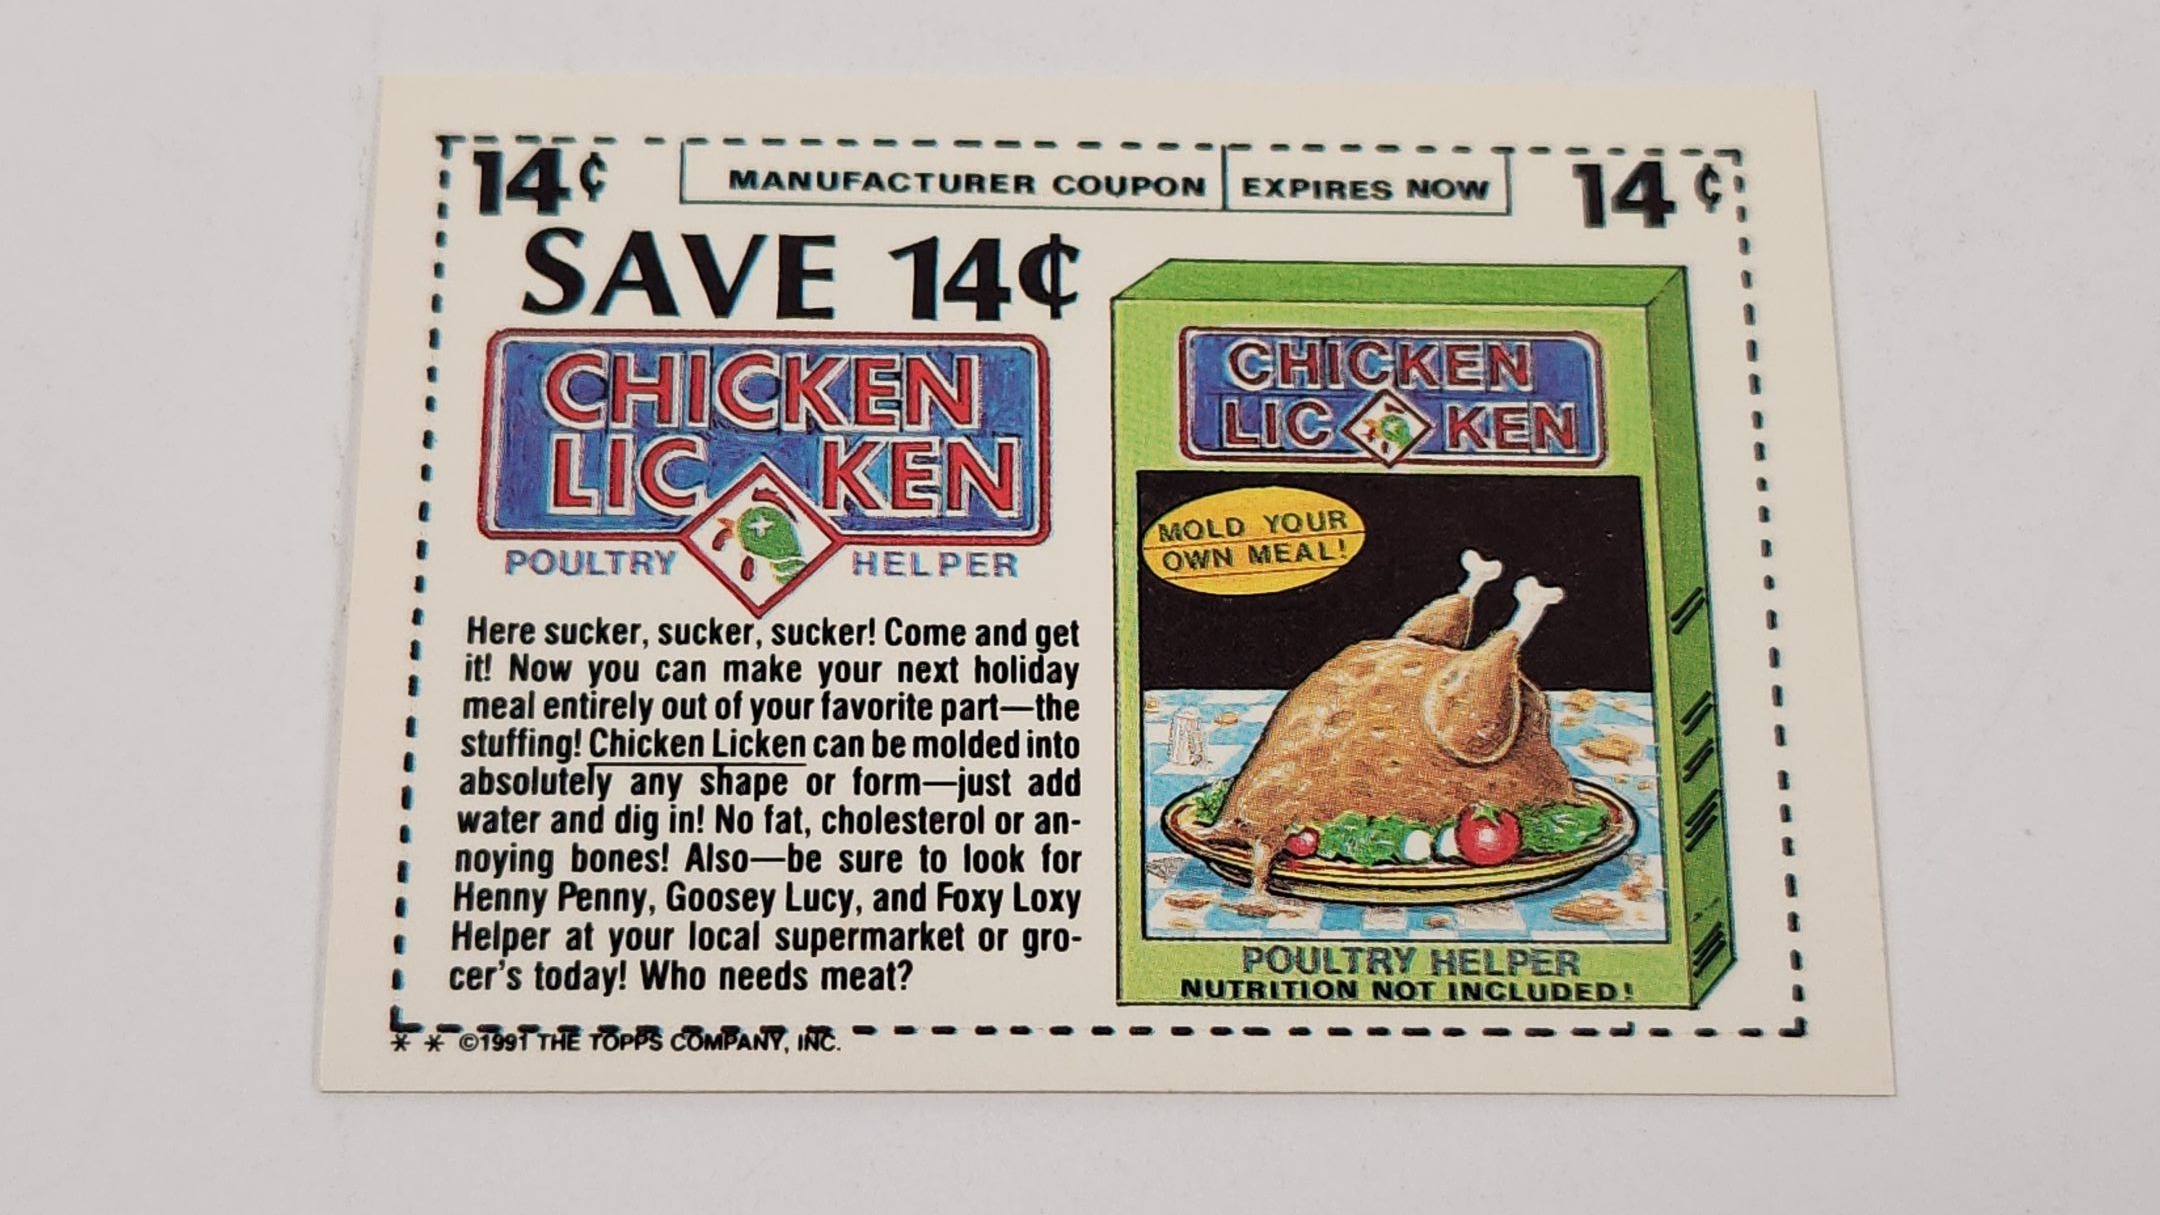 14¢ MANUFACTURER COUPON EXPIRES NOW 14¢
SAVE 14¢
CHICKEN
LIC KEN
POULTRY HELPER
Here sucker, sucker, sucker! Come and get
it! Now you can make your next holiday
meal entirely out of your favorite part—the
stuffing! Chicken Licken can be molded into
absolutely any shape or form—just add
water and dig in! No fat, cholesterol or an-
noying bones! Also—be sure to look for
Henny Penny, Goosey Lucy, and Foxy Loxy
Helper at your local supermarket or gro-
cer's today! Who needs meat?
CHICKEN
LIC KEN
MOLD YOUR
OWN MEAL!
POULTRY HELPER
NUTRITION NOT INCLUDED!
* * ©1991 THE TOPPS COMPANY, INC.